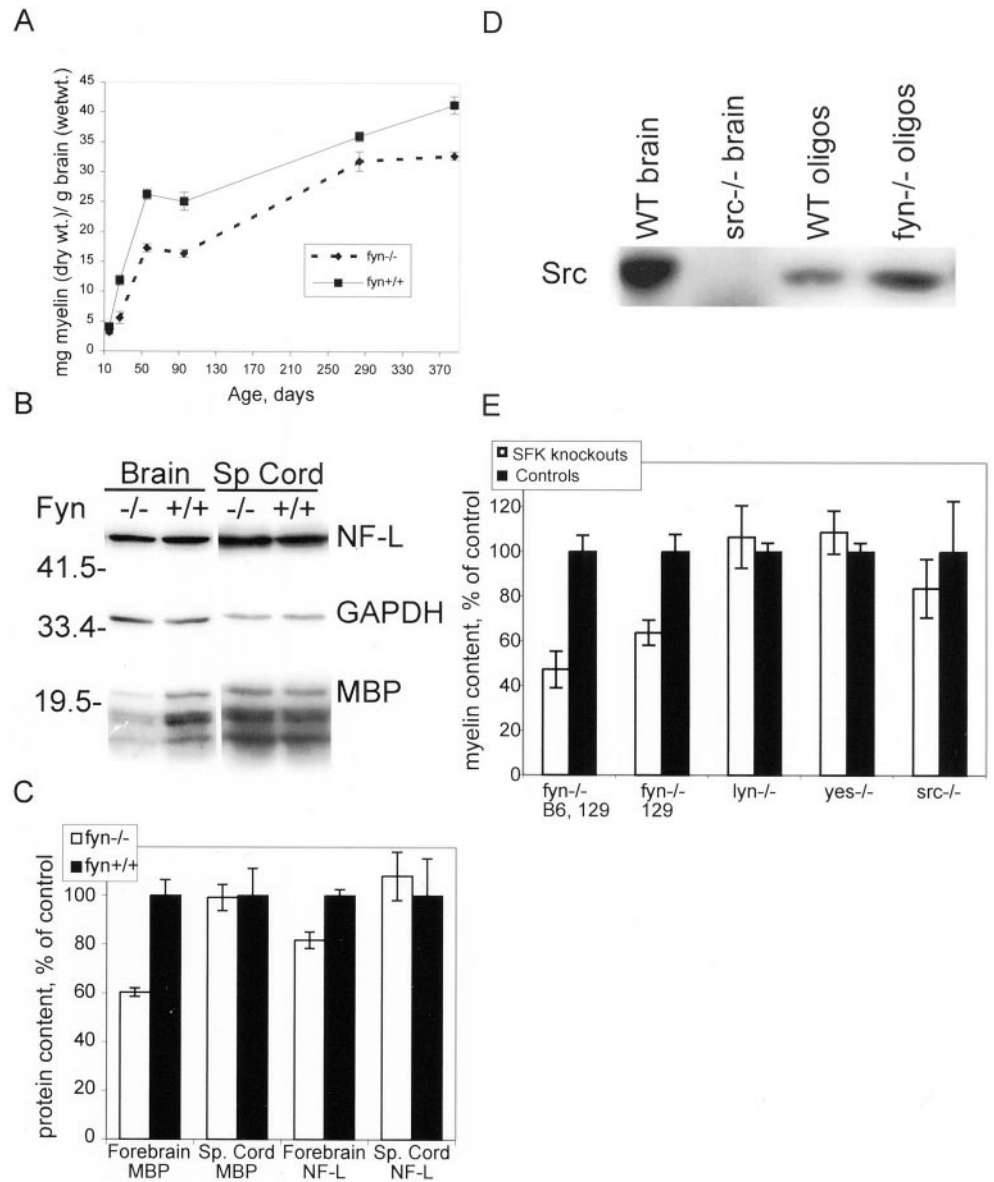 A
mg myelin (dry wt.)/ g brain (wetwt.)
45
40
35
30
25
20
15
10
5
0
10 50 90 130 170 210 250 290 330 370
Age, days
fyn-/-
fyn+/+
B
Brain Sp Cord
Fyn -/- +/+ -/- +/+
NF-L
41.5-
GAPDH
33.4-
MBP
19.5-
C
fyn-/-
fyn+/+
protein content, % of control
100
80
60
40
20
0
Forebrain MBP
Sp. Cord MBP
Forebrain NF-L
Sp. Cord NF-L
D
WT brain
src-/- brain
WT oligos
fyn-/- oligos
Src
E
SFK knockouts
Controls
myelin content, % of control
120
100
80
60
40
20
0
fyn-/- B6, 129
fyn-/- 129
lyn-/-
yes-/-
src-/-